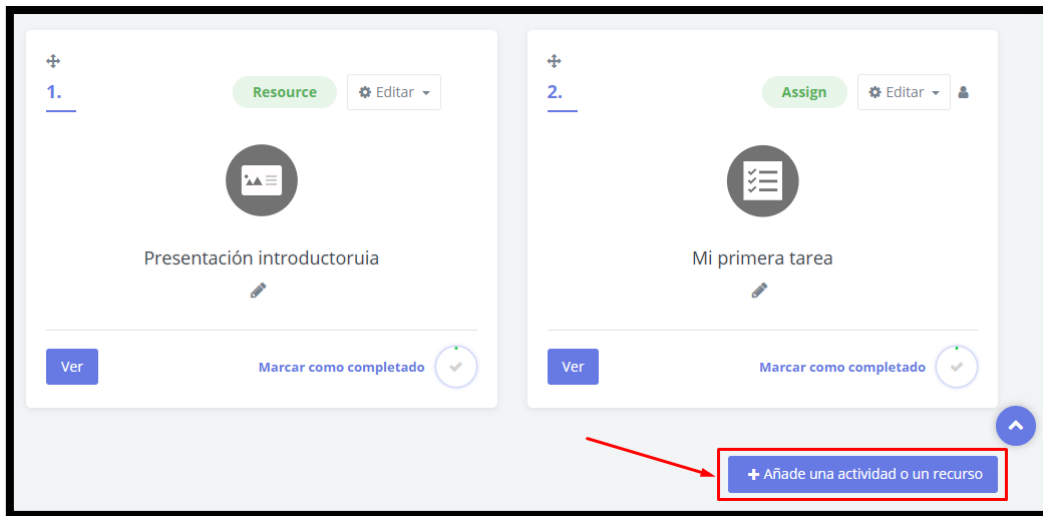 1.
Resource
Editar
Presentación introductoruia
Ver
Marcar como completado
2.
Assign
Editar
Mi primera tarea
Ver
Marcar como completado
+ Añade una actividad o un recurso